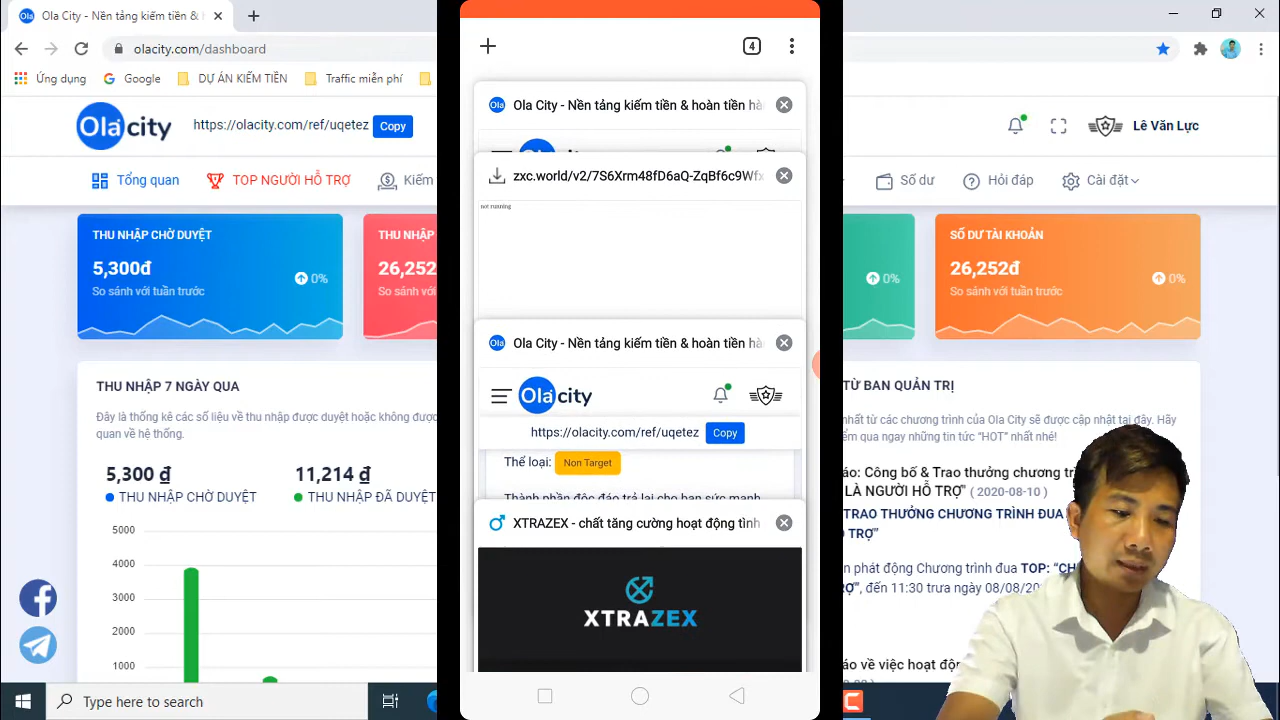 Ola City - Nền tảng kiếm tiền &
olacity.com/dashboard
Ứng dụng
Google
DỰ ÁN KIẾM TIỀN
Traffic miễn phí
Olacity
https://olacity.com/ref/uqetez
Copy
Lê Văn Lực
Tổng quan
TOP NGƯỜI HỖ TRỢ
Kiếm
Số dư
Hỏi đáp
Cài đặt
THU NHẬP CHỜ DUYỆT
5,300đ
So sánh với tuần trước
0%
THU NHẬP
26,252
So sánh với
0%
SỐ DƯ TÀI KHOẢN
26,252đ
So sánh với tuần trước
0%
THU NHẬP 7 NGÀY QUA
Đây là thống kê các số liệu về thu nhập được duyệt hoặc không được
quan về hệ thống.
5,300 đ
THU NHẬP CHỜ DUYỆT
11,214 đ
THU NHẬP ĐÃ DUYỆT
5000
4000
3000
2000
1000
Type here to search
4
Ola City - Nền tảng kiếm tiền & hoàn tiền hà
Ola
zxc.world/v2/7S6Xrm48fD6aQ-ZqBf6c9Wfx
not running
Ola City - Nền tảng kiếm tiền & hoàn tiền hà
Ola
Olacity
https://olacity.com/ref/uqetez
Copy
Thể loại: Non Target
Thành phần độc đáo trả lại cho bạn sức mạnh
XTRAZEX - chất tăng cường hoạt động tình
XTRAZEX
TỪ BAN QUẢN TRỊ
nhất từ các chương trình của Ola City sẽ được cập nhật tại đây. Hãy
ểm qua ngay những tin tức "HOT" nhất nhé!
áo: Công bố & Trao thưởng chương trì
LÀ NGƯỜI HỖ TRỢ" ( 2020-08-10 )
TRAO THƯỞNG CHƯƠNG TRÌNH ĐUA
RỢ"
n phát động Chương trình đua TOP: "CH
RỢ", đến 11:30 trưa ngày 08/08/20
áo về việc hoạt động